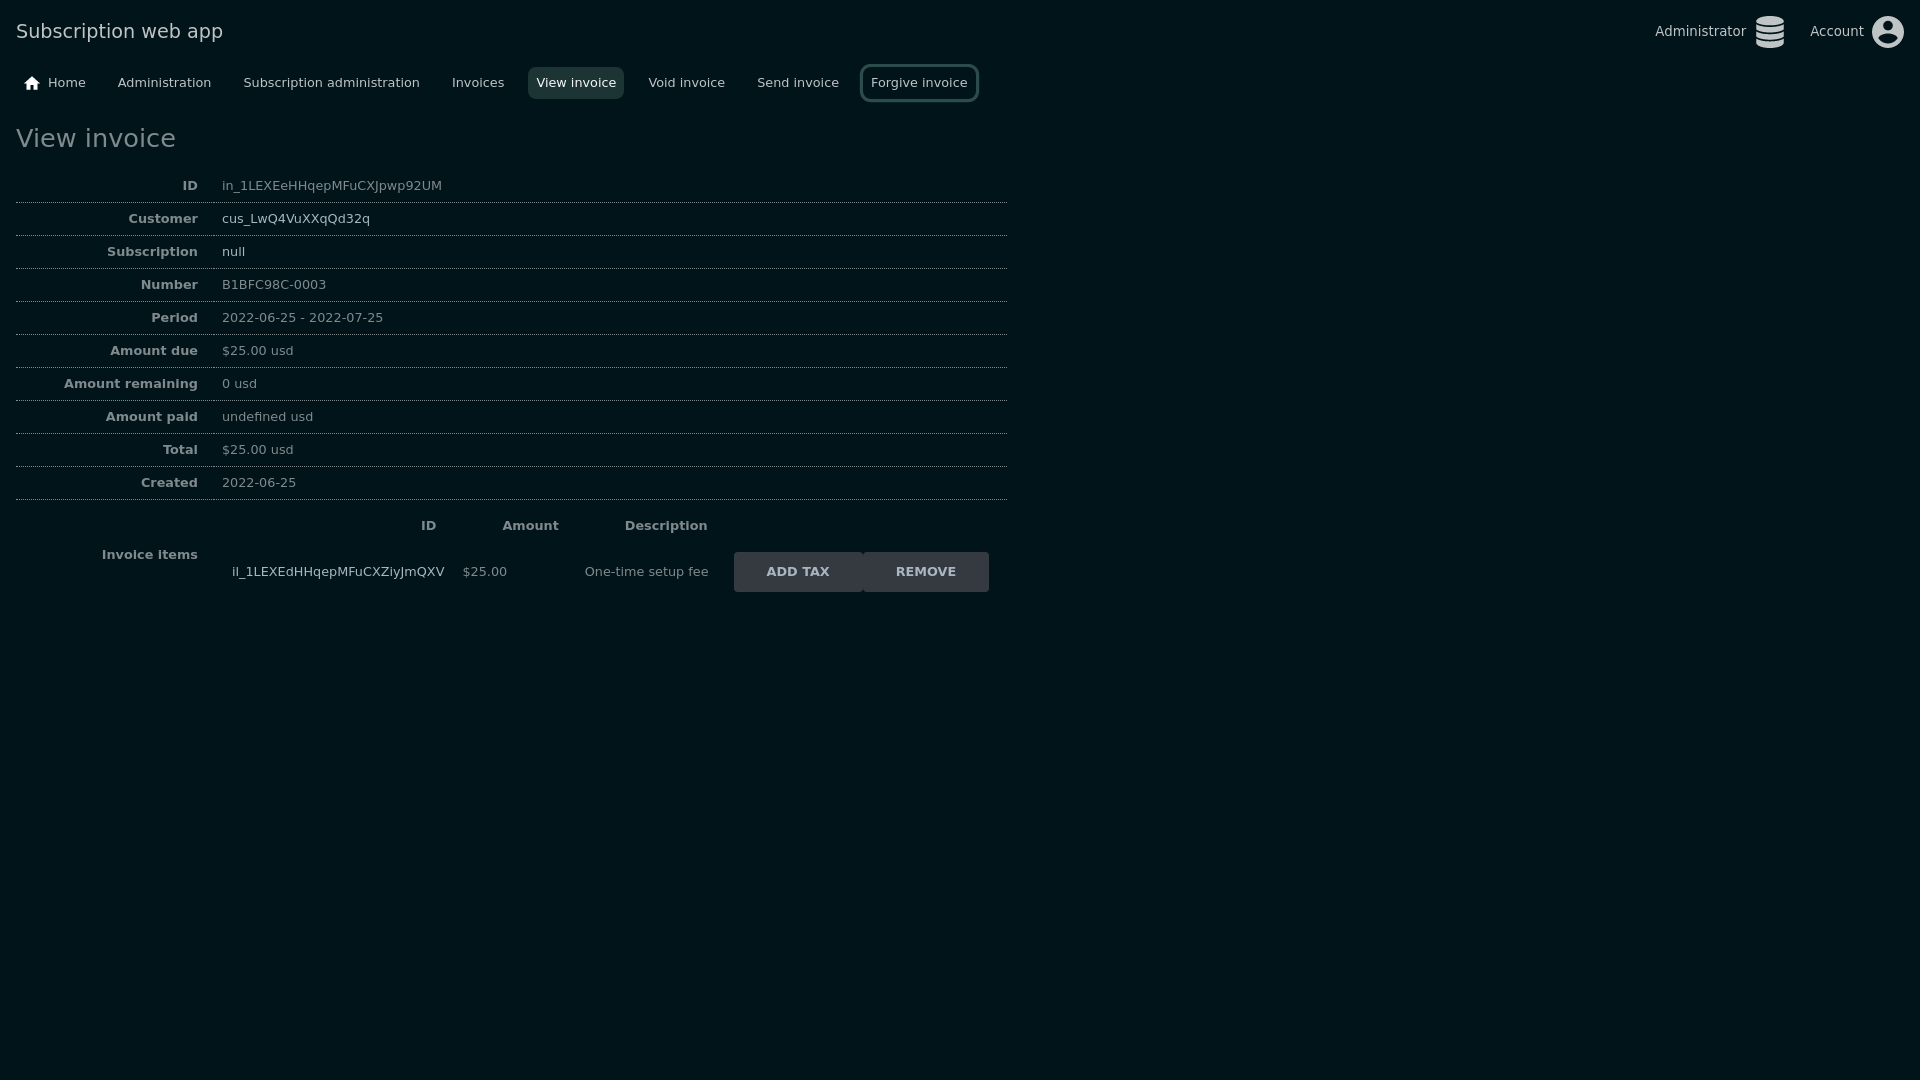 Subscription web app
Administrator
Account
Home Administration Subscription administration Invoices View invoice Void invoice Send invoice Forgive invoice
View invoice
ID in_1LEXEeHHqepMFuCXJpwp92UM
Customer cus_LwQ4VuXXqQd32q
Subscription null
Number B1BFC98C-0003
Period 2022-06-25 - 2022-07-25
Amount due $25.00 usd
Amount remaining 0 usd
Amount paid undefined usd
Total $25.00 usd
Created 2022-06-25
ID Amount Description
Invoice items
il_1LEXEdHHqepMFuCXZiyJmQXV $25.00 One-time setup fee ADD TAX REMOVE